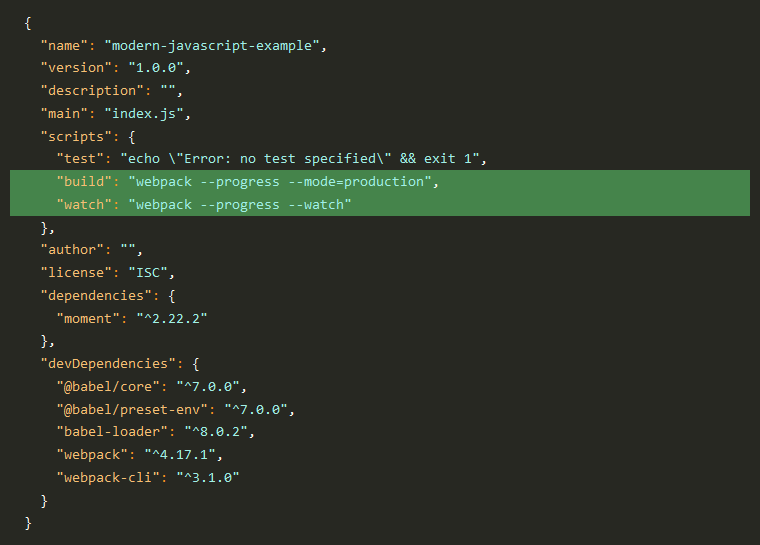 {
  "name": "modern-javascript-example",
  "version": "1.0.0",
  "description": "",
  "main": "index.js",
  "scripts": {
    "test": "echo \"Error: no test specified\" && exit 1",
    "build": "webpack --progress --mode=production",
    "watch": "webpack --progress --watch"
  },
  "author": "",
  "license": "ISC",
  "dependencies": {
    "moment": "^2.22.2"
  },
  "devDependencies": {
    "@babel/core": "^7.0.0",
    "@babel/preset-env": "^7.0.0",
    "babel-loader": "^8.0.2",
    "webpack": "^4.17.1",
    "webpack-cli": "^3.1.0"
  }
}